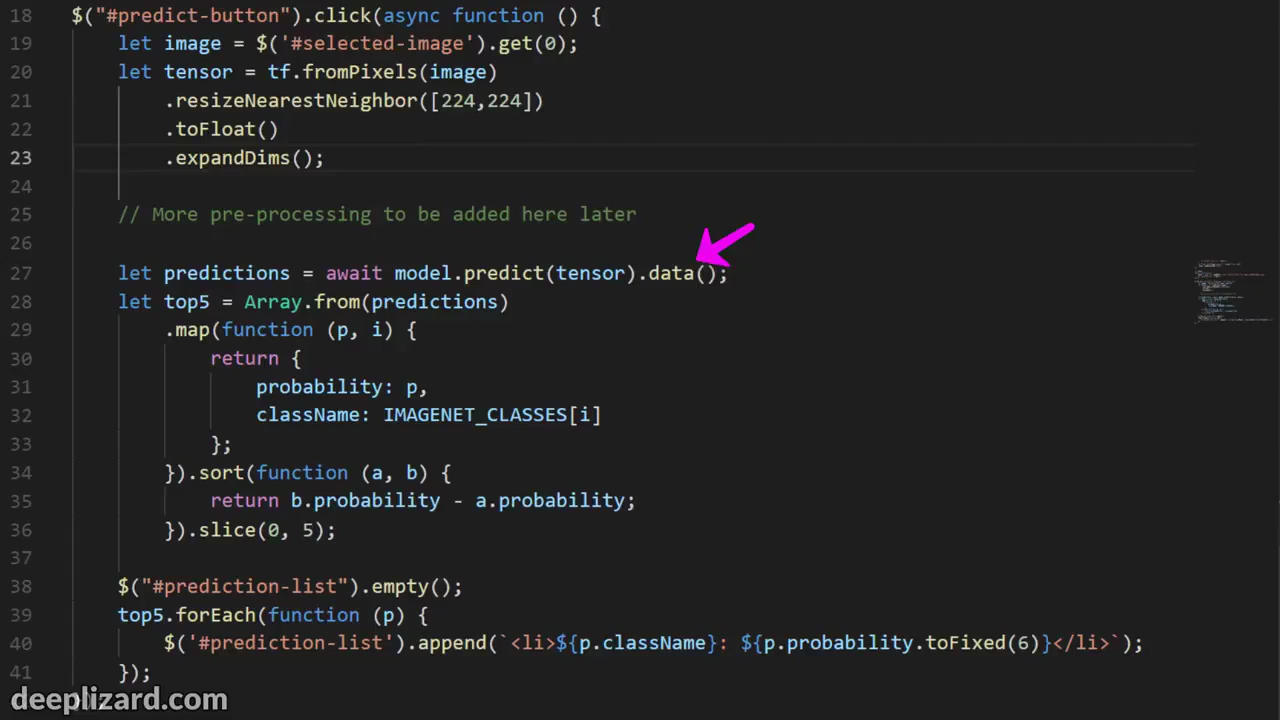 18 $("#predict-button").click(async function () {
19 let image = $('#selected-image').get(0);
20 let tensor = tf.fromPixels(image)
21 .resizeNearestNeighbor([224,224])
22 .toFloat()
23 .expandDims();
24
25 // More pre-processing to be added here later
26
27 let predictions = await model.predict(tensor).data();
28 let top5 = Array.from(predictions)
29 .map(function (p, i) {
30 return {
31 probability: p,
32 className: IMAGENET_CLASSES[i]
33 };
34 }).sort(function (a, b) {
35 return b.probability - a.probability;
36 }).slice(0, 5);
37
38 $("#prediction-list").empty();
39 top5.forEach(function (p) {
40 $('#prediction-list').append(`<li>${p.className}: ${p.probability.toFixed(6)}</li>`);
41 });
deeplizard.com